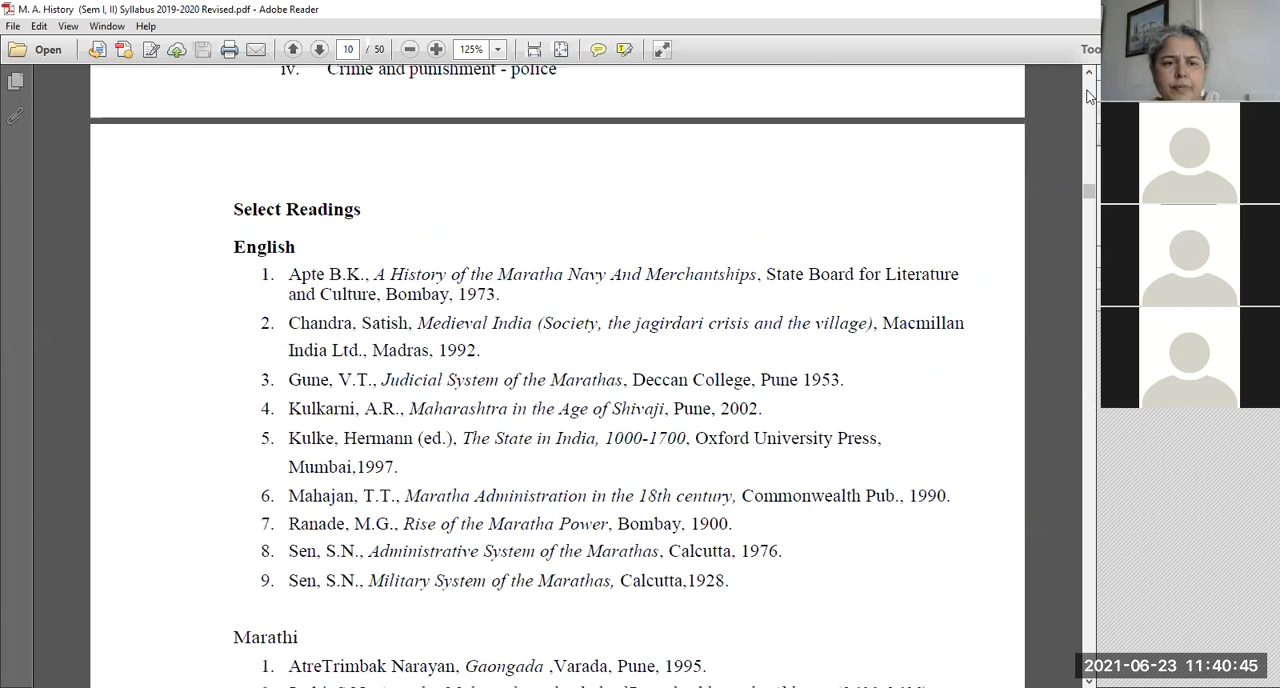 M. A. History (Sem I, II) Syllabus 2019-2020 Revised.pdf - Adobe Reader
File Edit View Window Help
Open 10 / 50 125% Too
iv. Crime and punishment - police
Select Readings
English
1. Apte B.K., A History of the Maratha Navy And Merchantships, State Board for Literature
and Culture, Bombay, 1973.
2. Chandra, Satish, Medieval India (Society, the jagirdari crisis and the village), Macmillan
India Ltd., Madras, 1992.
3. Gune, V.T., Judicial System of the Marathas, Deccan College, Pune 1953.
4. Kulkarni, A.R., Maharashtra in the Age of Shivaji, Pune, 2002.
5. Kulke, Hermann (ed.), The State in India, 1000-1700, Oxford University Press,
Mumbai,1997.
6. Mahajan, T.T., Maratha Administration in the 18th century, Commonwealth Pub., 1990.
7. Ranade, M.G., Rise of the Maratha Power, Bombay, 1900.
8. Sen, S.N., Administrative System of the Marathas, Calcutta, 1976.
9. Sen, S.N., Military System of the Marathas, Calcutta,1928.
Marathi
1. AtreTrimbak Narayan, Gaongada ,Varada, Pune, 1995.
2021-06-23 11:40:45